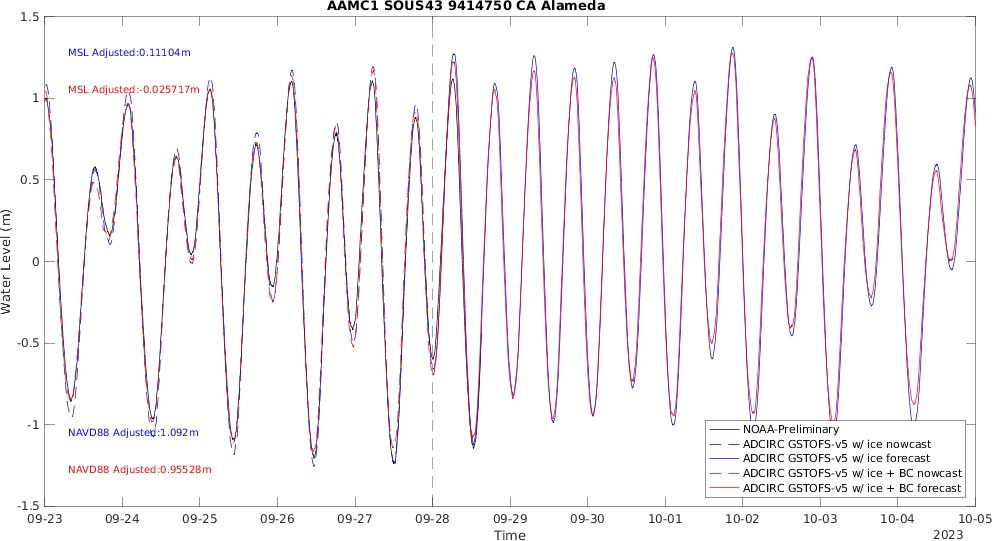 AAMC1 SOUS43 9414750 CA Alameda
1.5
1
0.5
0
-0.5
-1
-1.5
Water Level (m)
MSL Adjusted:0.11104m
MSL Adjusted:-0.025717m
NAVD88 Adjusted:1.092m
NAVD88 Adjusted:0.95528m
NOAA-Preliminary
ADCIRC GSTOFS-v5 w/ ice nowcast
ADCIRC GSTOFS-v5 w/ ice forecast
ADCIRC GSTOFS-v5 w/ ice + BC nowcast
ADCIRC GSTOFS-v5 w/ ice + BC forecast
09-23 09-24 09-25 09-26 09-27 09-28 09-29 09-30 10-01 10-02 10-03 10-04 10-05
Time
2023